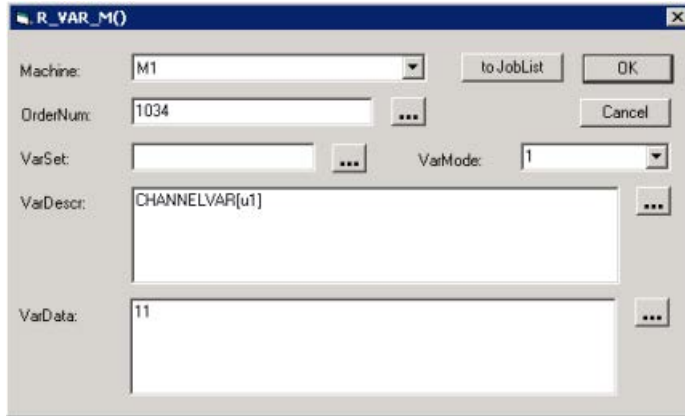 R_VAR_M()
Machine: M1 to JobList OK
OrderNum: 1034 ... Cancel
VarSet: ... VarMode: 1
VarDescr: CHANNELVAR[u1] ...
VarData: 11 ...